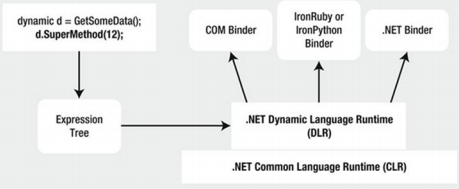 dynamic d = GetSomeData();
d.SuperMethod(12);
COM Binder
IronRuby or
IronPython
Binder
.NET Binder
Expression
Tree
.NET Dynamic Language Runtime
(DLR)
.NET Common Language Runtime (CLR)